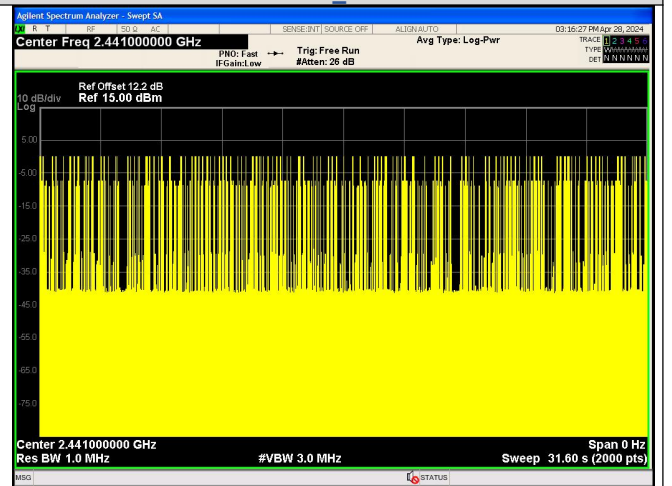 Agilent Spectrum Analyzer - Swept SA
R T RF 50 Ω AC SENSE:INT SOURCE OFF ALIGN AUTO 03:16:27 PM Apr 28, 2024
Center Freq 2.441000000 GHz
Avg Type: Log-Pwr
TRACE 1 2 3 4 5 6
PNO: Fast Trig: Free Run
TYPE
IFGain:Low #Atten: 26 dB
DET N N N N N N
Ref Offset 12.2 dB
10 dB/div Ref 15.00 dBm
Log
5.00
-5.00
-15.0
-25.0
-35.0
-45.0
-55.0
-65.0
-75.0
Center 2.441000000 GHz Span 0 Hz
Res BW 1.0 MHz #VBW 3.0 MHz Sweep 31.60 s (2000 pts)
MSG STATUS